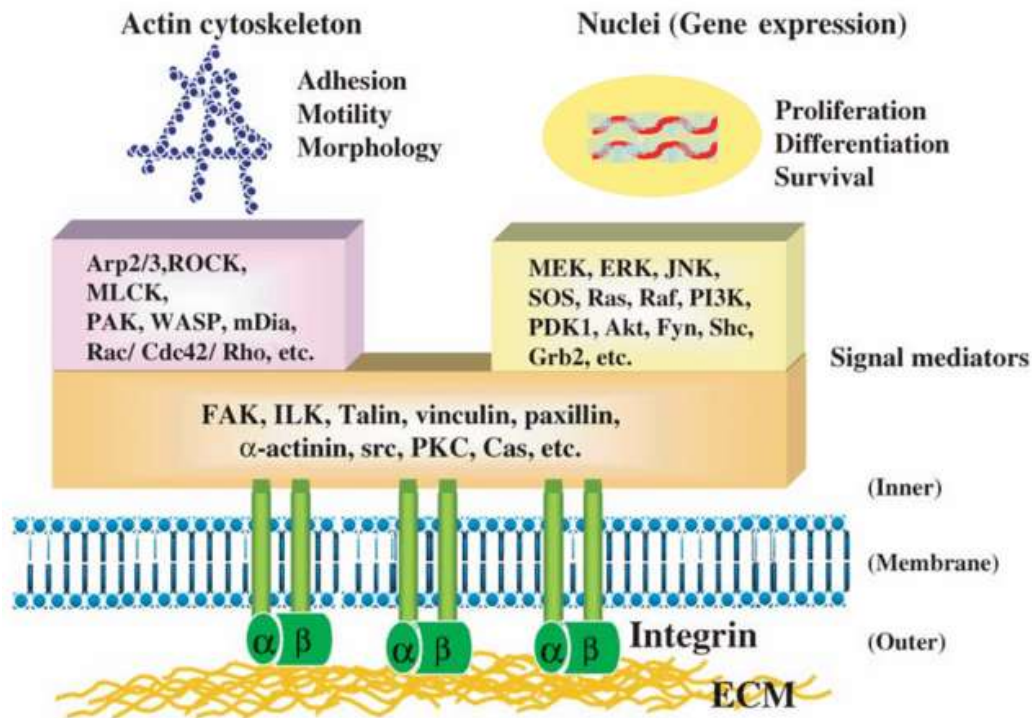 Actin cytoskeleton
Nuclei (Gene expression)
Adhesion
Motility
Morphology
Proliferation
Differentiation
Survival
Arp2/3,ROCK,
MLCK,
PAK, WASP, mDia,
Rac/ Cdc42/ Rho, etc.
MEK, ERK, JNK,
SOS, Ras, Raf, PI3K,
PDK1, Akt, Fyn, Shc,
Grb2, etc.
Signal mediators
FAK, ILK, Talin, vinculin, paxillin,
α-actinin, src, PKC, Cas, etc.
(Inner)
(Membrane)
α β α β α β
Integrin
(Outer)
ECM